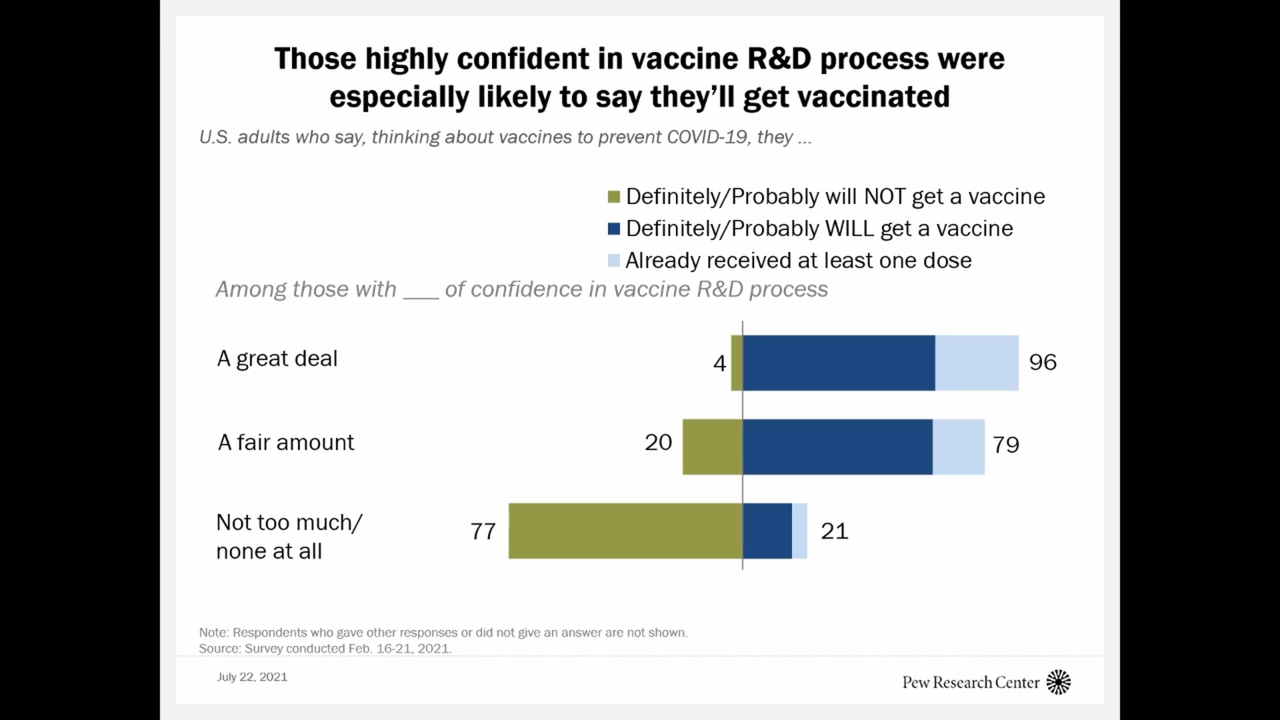 Those highly confident in vaccine R&D process were
especially likely to say they’ll get vaccinated
U.S. adults who say, thinking about vaccines to prevent COVID-19, they ...
Definitely/Probably will NOT get a vaccine
Definitely/Probably WILL get a vaccine
Already received at least one dose
Among those with ___ of confidence in vaccine R&D process
A great deal
4
96
A fair amount
20
79
Not too much/
none at all
77
21
Note: Respondents who gave other responses or did not give an answer are not shown.
Source: Survey conducted Feb. 16-21, 2021.
July 22, 2021
Pew Research Center